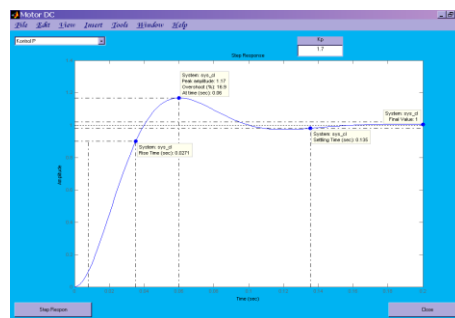 Motor DC
File Edit View Insert Tools Window Help
Kontrol P
Kp
1.7
Step Response
System: sys_cl
Peak amplitude: 1.17
Overshoot (%): 16.8
At time (sec): 0.06
System: sys_cl
Final Value: 1
System: sys_cl
Rise Time (sec): 0.0271
System: sys_cl
Settling Time (sec): 0.135
Amplitude
Time (sec)
Step Respon
Close